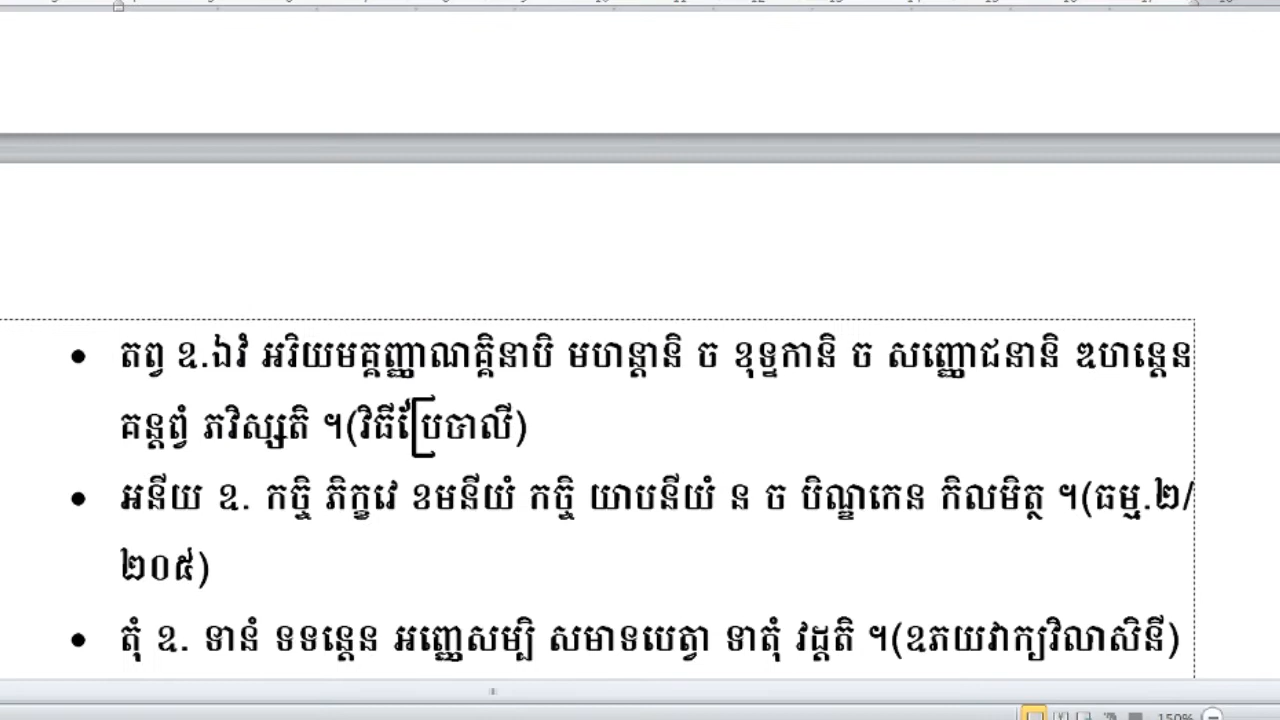 • តព្វ ឧ.ឯវំ អរិយមគ្គញ្ញាណគ្គិនាបិ មហន្តានិ ច ខុទ្ទកានិ ច សញ្ញោជនានិ ឌហន្តេន
គន្តព្វំ ភវិស្សតិ ។(វិធីប្រែបាលី)
• អនីយ ឧ. កច្ចិ ភិក្ខវេ ខមនីយំ កច្ចិ យាបនីយំ ន ច បិណ្ឌកេន កិលមិត្ថ ។(ធម្ម.២/
២០៥)
• តុំ ឧ. ទានំ ទទន្តេន អញ្ញេសម្បិ សមាទបេត្វា ទាតុំ វដ្តតិ ។(ឧភយវាក្យវិលាសិនី)
150%